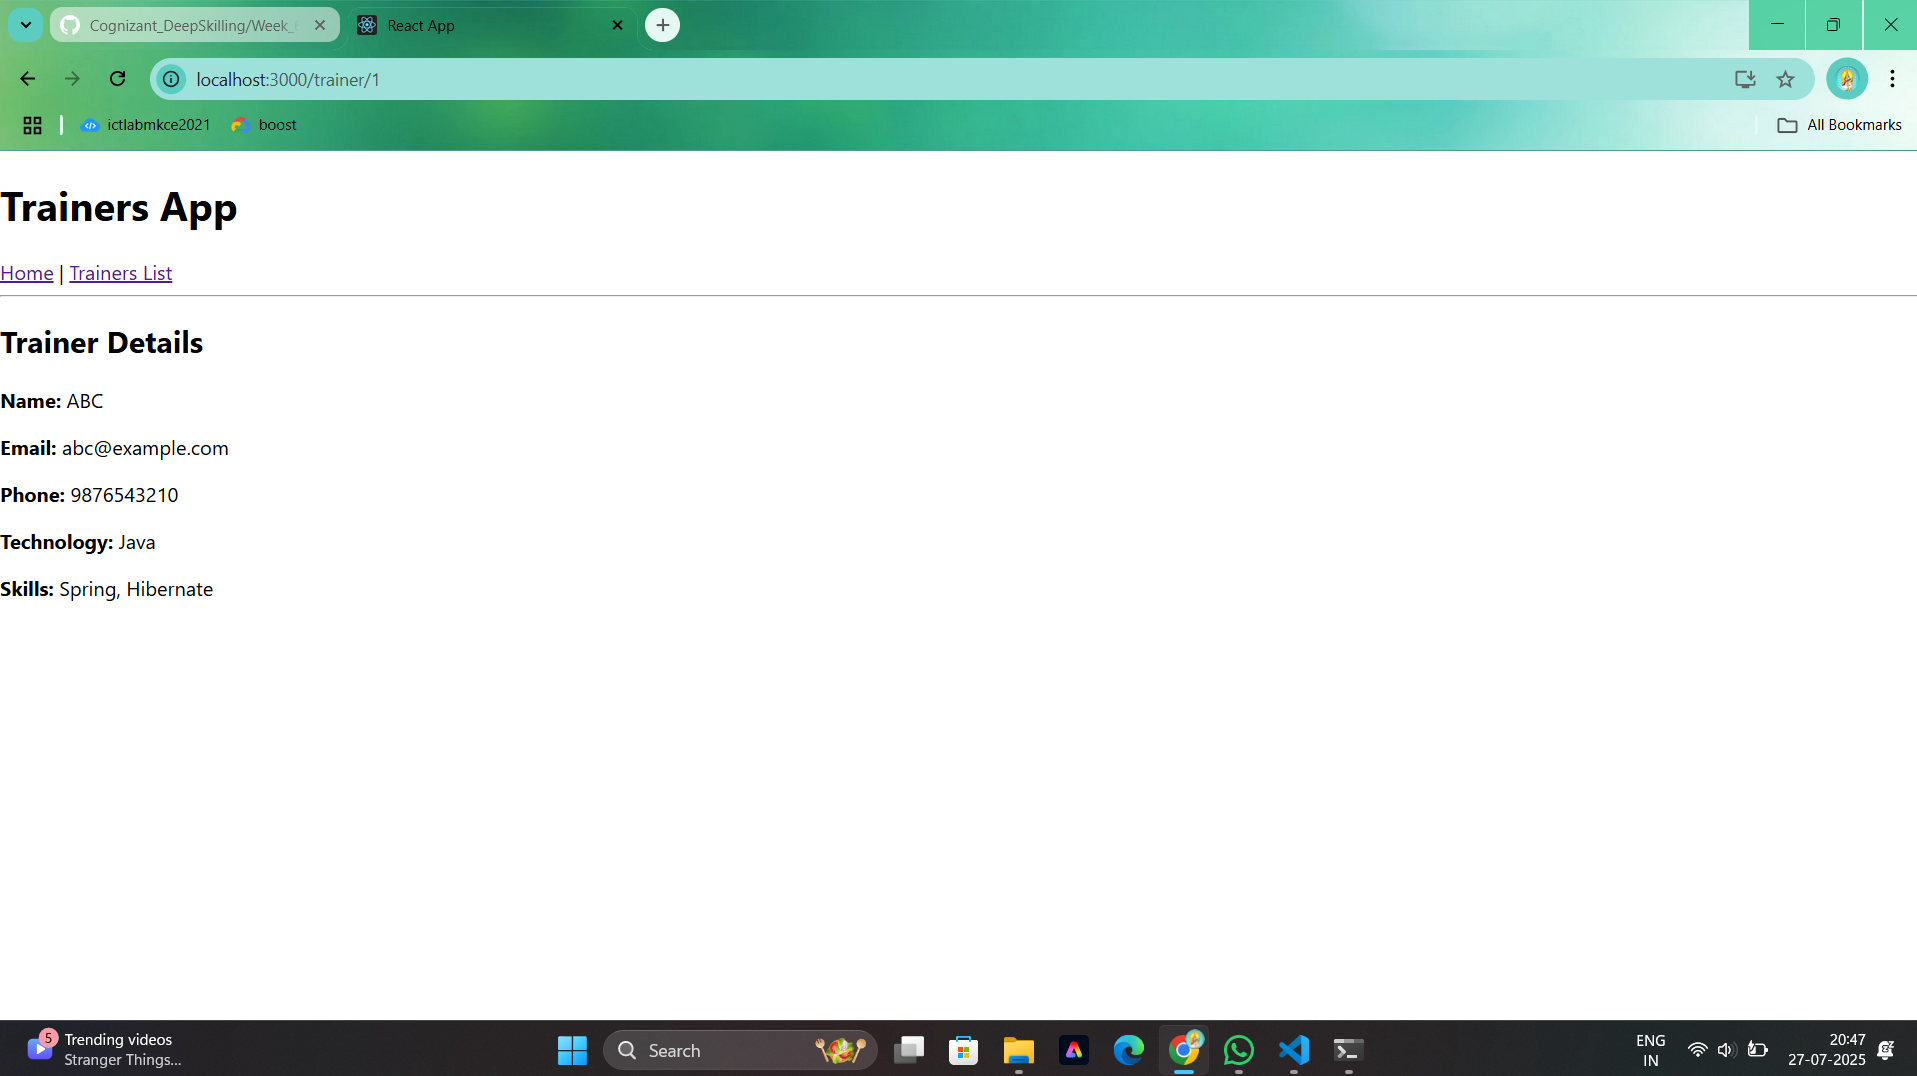 Cognizant_DeepSkilling/Week_
React App
localhost:3000/trainer/1
ictlabmkce2021
boost
All Bookmarks
Trainers App
Home | Trainers List
Trainer Details
Name: ABC
Email: abc@example.com
Phone: 9876543210
Technology: Java
Skills: Spring, Hibernate
5
Trending videos
Stranger Things...
Search
ENG
IN
20:47
27-07-2025